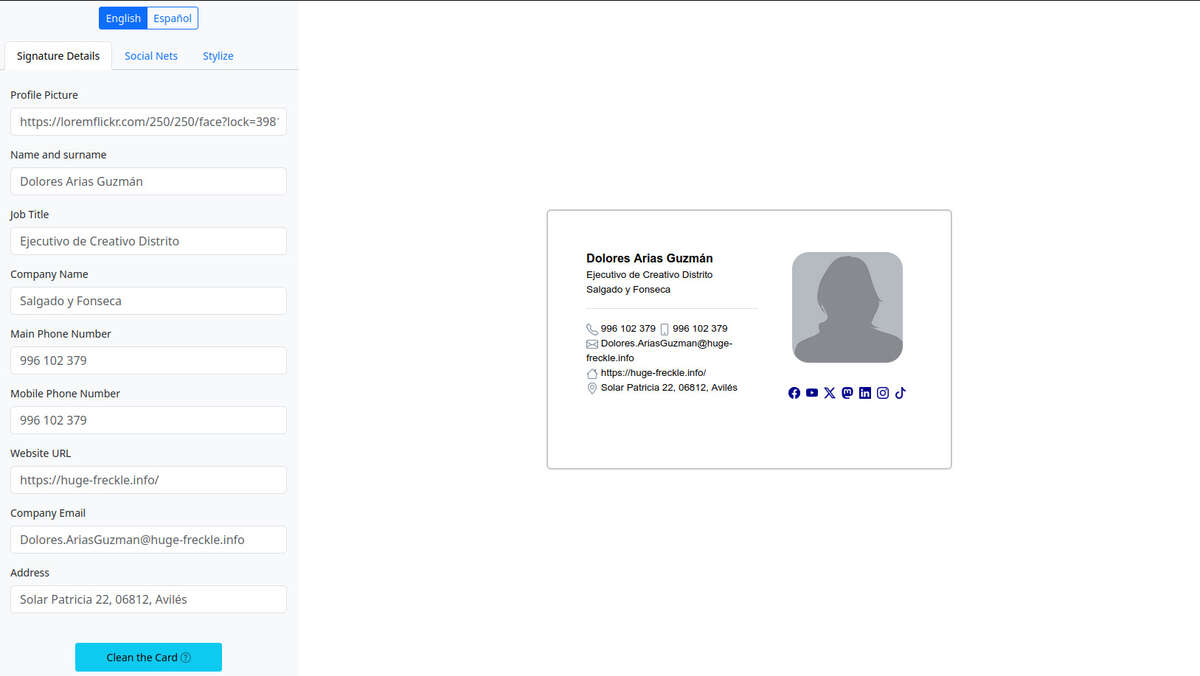 English Español
Signature Details Social Nets Stylize
Profile Picture
https://loremflickr.com/250/250/face?lock=398
Name and surname
Dolores Arias Guzmán
Job Title
Ejecutivo de Creativo Distrito
Company Name
Salgado y Fonseca
Main Phone Number
996 102 379
Mobile Phone Number
996 102 379
Website URL
https://huge-freckle.info/
Company Email
Dolores.AriasGuzman@huge-freckle.info
Address
Solar Patricia 22, 06812, Avilés
Clean the Card
Dolores Arias Guzmán
Ejecutivo de Creativo Distrito
Salgado y Fonseca
996 102 379 996 102 379
Dolores.AriasGuzman@huge-
freckle.info
https://huge-freckle.info/
Solar Patricia 22, 06812, Avilés